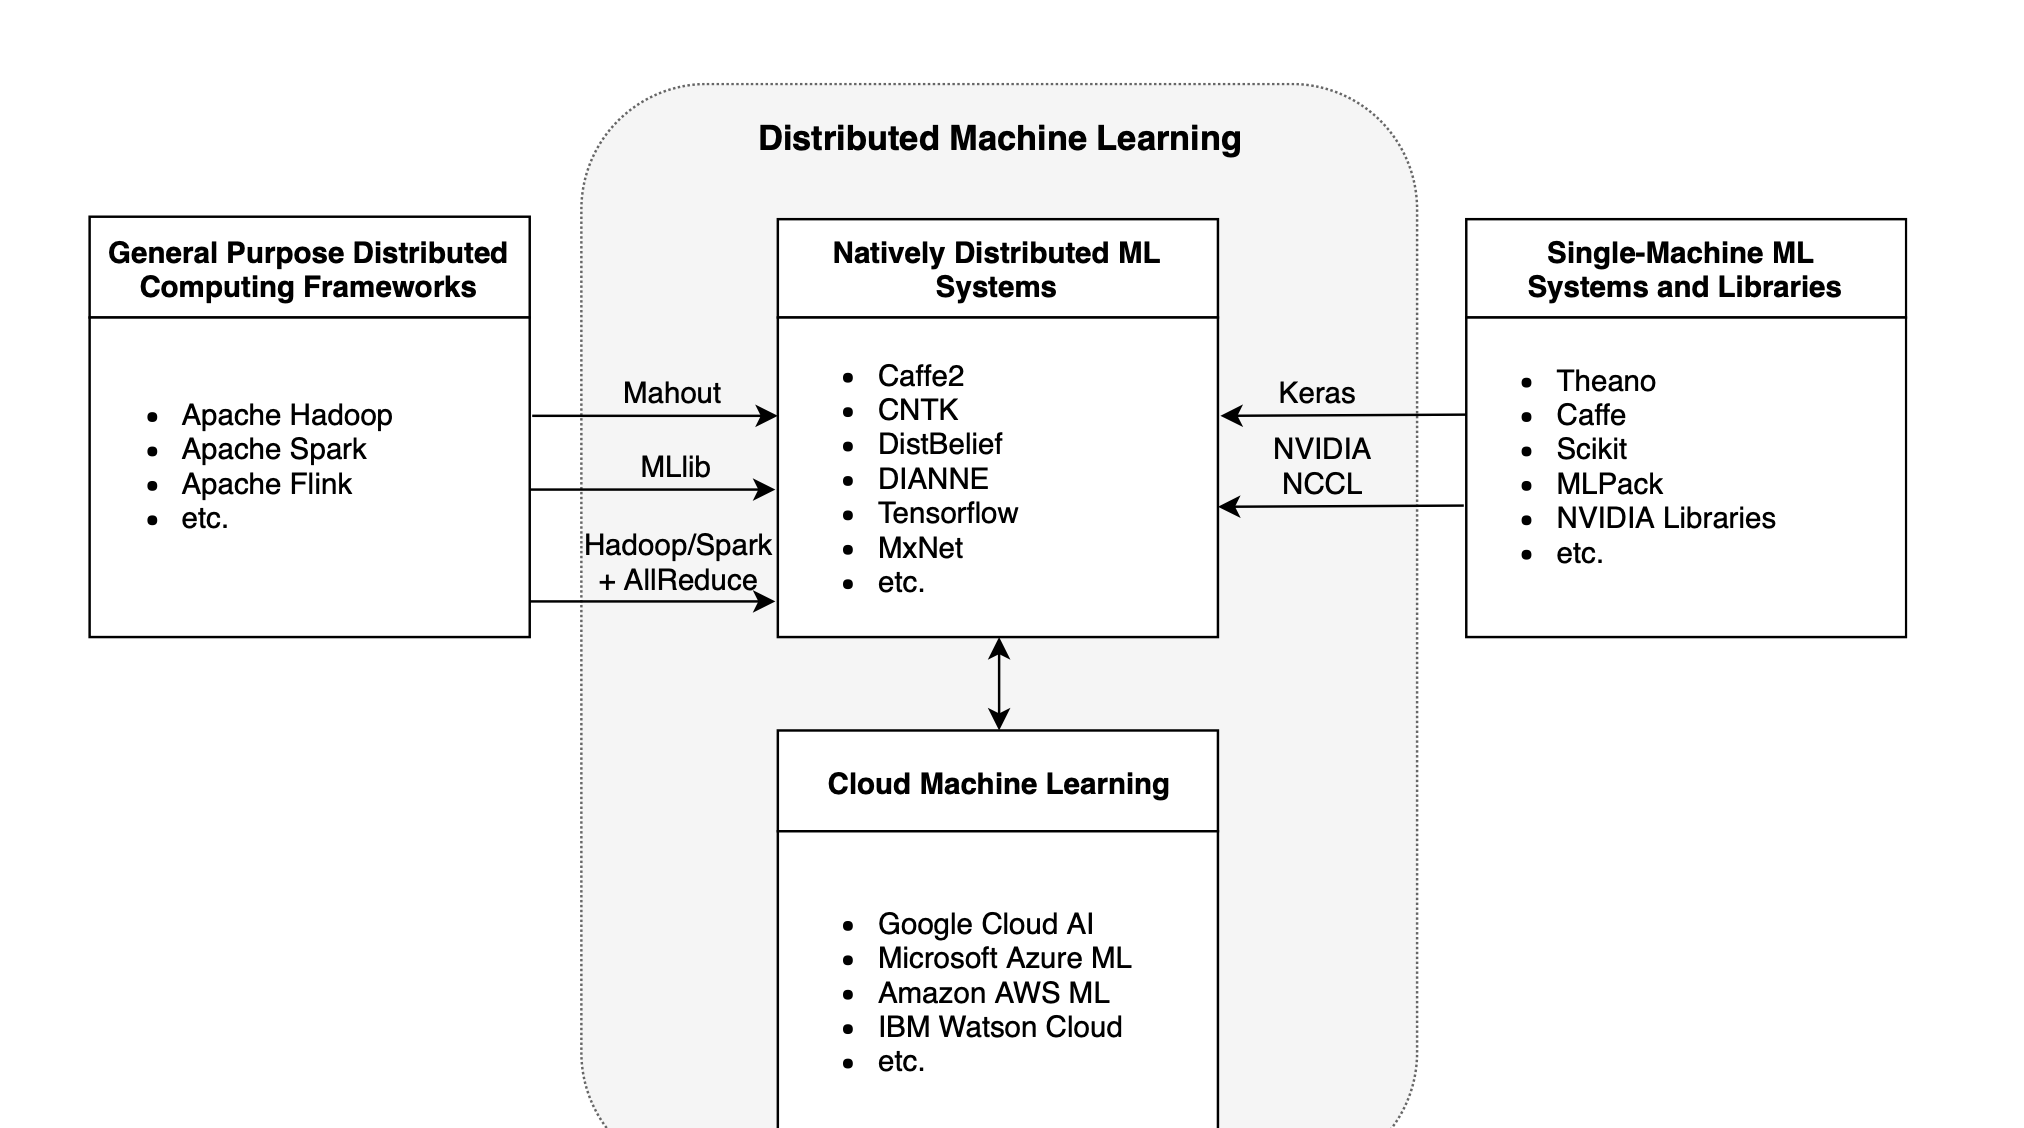 Distributed Machine Learning
General Purpose Distributed
Computing Frameworks
• Apache Hadoop
• Apache Spark
• Apache Flink
• etc.
Mahout
MLlib
Hadoop/Spark
+ AllReduce
Natively Distributed ML
Systems
• Caffe2
• CNTK
• DistBelief
• DIANNE
• Tensorflow
• MxNet
• etc.
Keras
NVIDIA
NCCL
Single-Machine ML
Systems and Libraries
• Theano
• Caffe
• Scikit
• MLPack
• NVIDIA Libraries
• etc.
Cloud Machine Learning
• Google Cloud AI
• Microsoft Azure ML
• Amazon AWS ML
• IBM Watson Cloud
• etc.